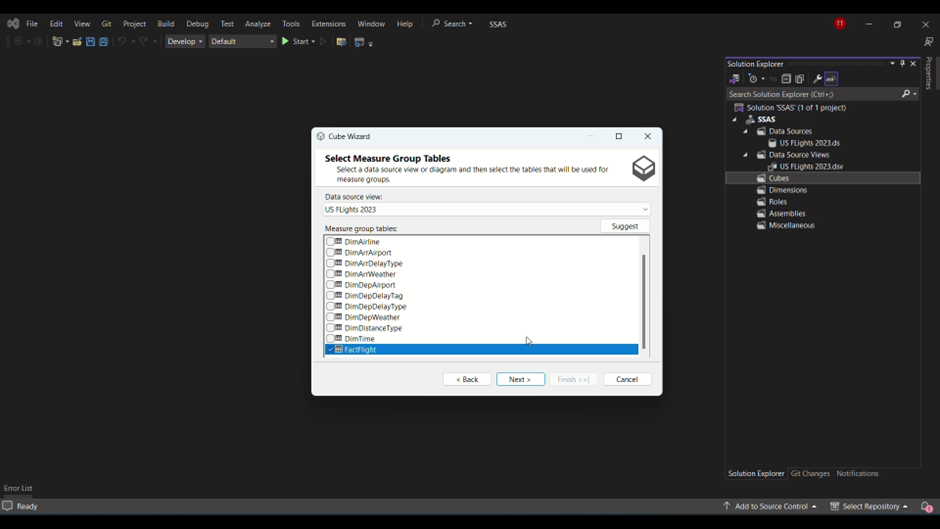 File Edit View Git Project Build Debug Test Analyze Tools Extensions Window Help Search SSAS TT
Develop Default Start
Solution Explorer
Properties
Search Solution Explorer (Ctrl+;)
Solution 'SSAS' (1 of 1 project)
SSAS
Data Sources
US FLights 2023.ds
Data Source Views
US FLights 2023.dsv
Cubes
Dimensions
Roles
Assemblies
Miscellaneous
Cube Wizard
Select Measure Group Tables
Select a data source view or diagram and then select the tables that will be used for
measure groups.
Data source view:
US FLights 2023
Measure group tables:
Suggest
DimAirline
DimArrAirport
DimArrDelayType
DimArrWeather
DimDepAirport
DimDepDelayTag
DimDepDelayType
DimDepWeather
DimDistanceType
DimTime
FactFlight
< Back Next > Finish >>| Cancel
Solution Explorer Git Changes Notifications
Error List
Ready Add to Source Control Select Repository 1